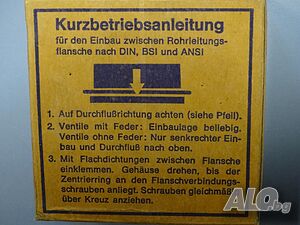 Kurzbetriebsanleitung
für den Einbau zwischen Rohrleitungs-
flansche nach DIN, BSI und ANSI
1. Auf Durchflußrichtung achten (siehe Pfeil).
2. Ventile mit Feder: Einbaulage beliebig.
Ventile ohne Feder: Nur senkrechter Ein-
bau und Durchfluß nach oben.
3. Mit Flachdichtungen zwischen Flansche
einklemmen. Gehäuse drehen, bis der
Zentrierring an den Flanschverbindungs-
schrauben anliegt. Schrauben gleichmäßig
über Kreuz anziehen.
ALO.bg